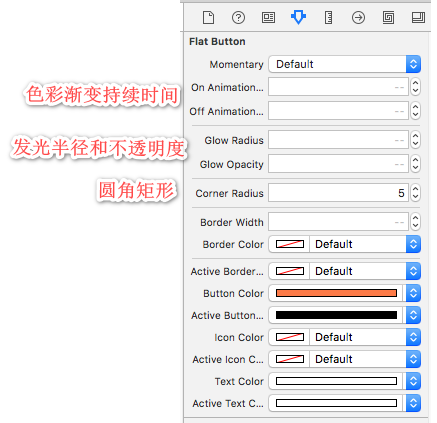 Flat Button
Momentary Default
色彩渐变持续时间
On Animation... --
Off Animation... --
发光半径和不透明度
Glow Radius --
Glow Opacity --
圆角矩形
Corner Radius 5
Border Width --
Border Color Default
Active Border... Default
Button Color
Active Button...
Icon Color Default
Active Icon C... Default
Text Color
Active Text C...